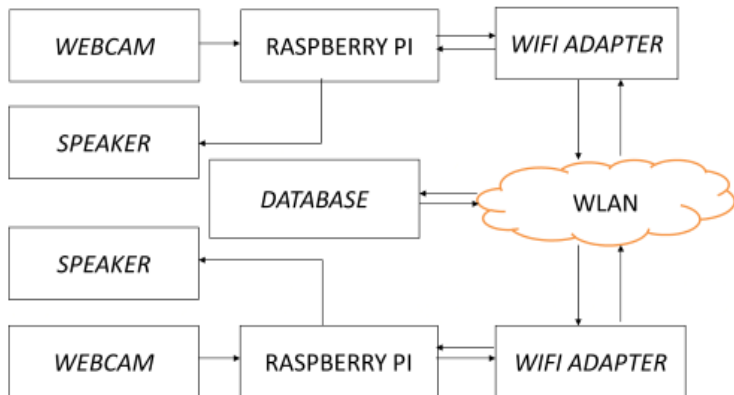 WEBCAM
RASPBERRY PI
WIFI ADAPTER
SPEAKER
DATABASE
WLAN
SPEAKER
WEBCAM
RASPBERRY PI
WIFI ADAPTER